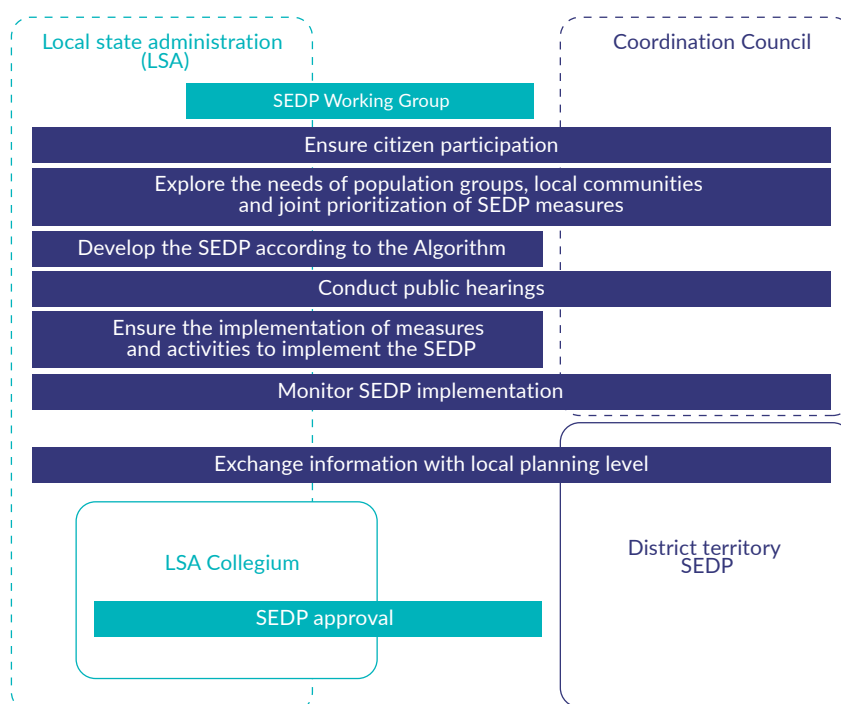 Local state administration
(LSA)
Coordination Council
SEDP Working Group
Ensure citizen participation
Explore the needs of population groups, local communities
and joint prioritization of SEDP measures
Develop the SEDP according to the Algorithm
Conduct public hearings
Ensure the implementation of measures
and activities to implement the SEDP
Monitor SEDP implementation
Exchange information with local planning level
LSA Collegium
District territory
SEDP
SEDP approval